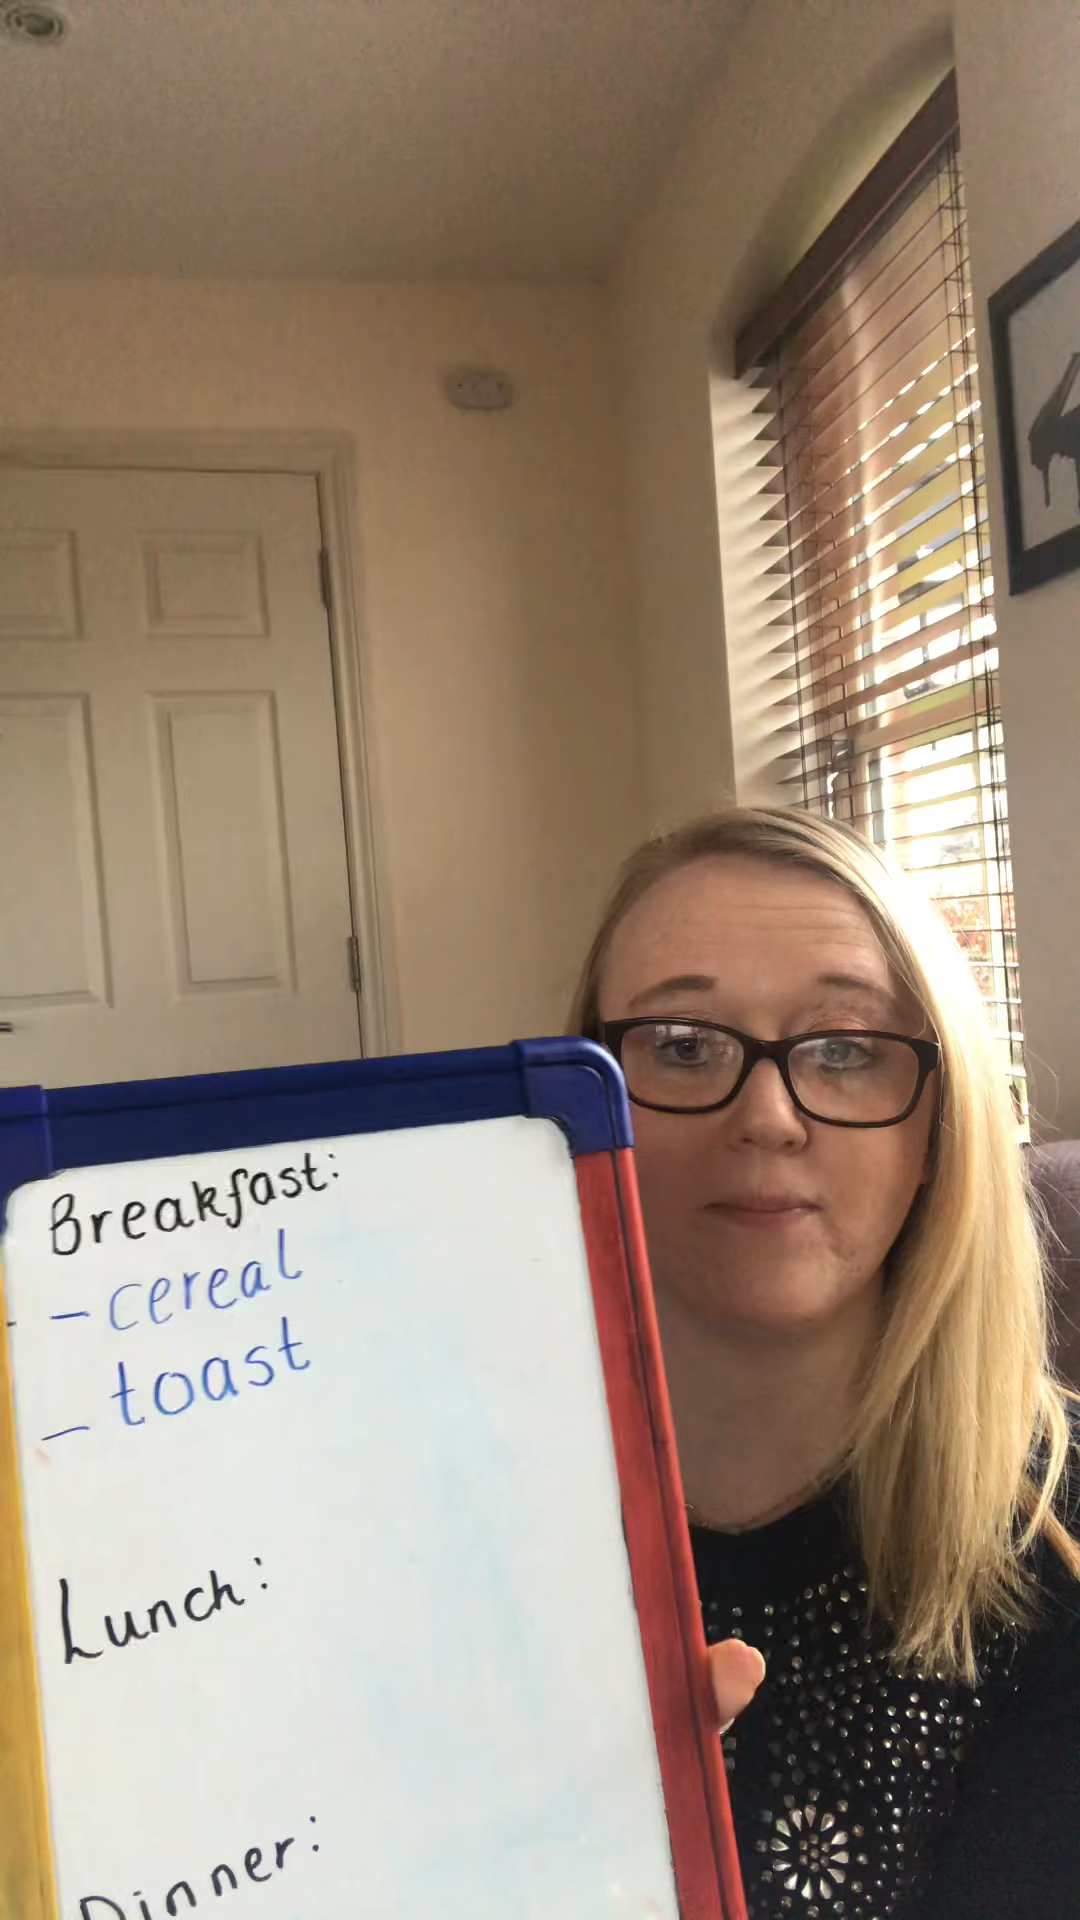 Breakfast:
- cereal
- toast
Lunch:
Dinner: